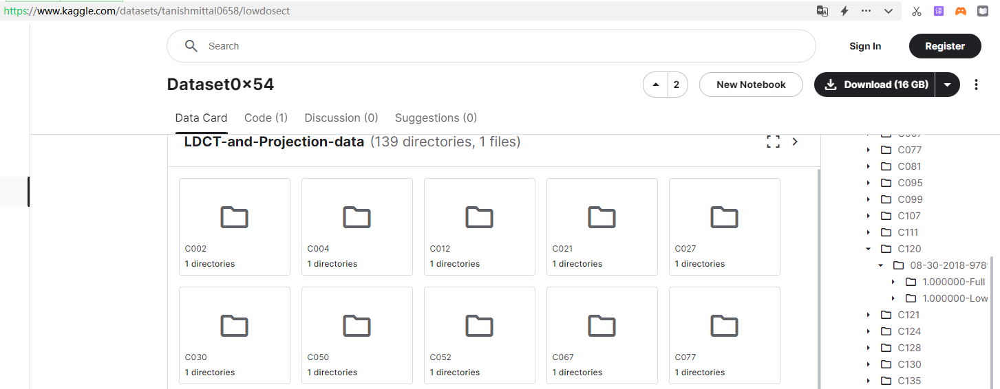 https://www.kaggle.com/datasets/tanishmittal0658/lowdosect
Search
Sign In
Register
Dataset0×54
2
New Notebook
Download (16 GB)
Data Card
Code (1)
Discussion (0)
Suggestions (0)
LDCT-and-Projection-data (139 directories, 1 files)
C002
1 directories
C004
1 directories
C012
1 directories
C021
1 directories
C027
1 directories
C030
1 directories
C050
1 directories
C052
1 directories
C067
1 directories
C077
1 directories
C077
C081
C095
C099
C107
C111
C120
08-30-2018-978
1.000000-Full
1.000000-Low
C121
C124
C128
C130
C135